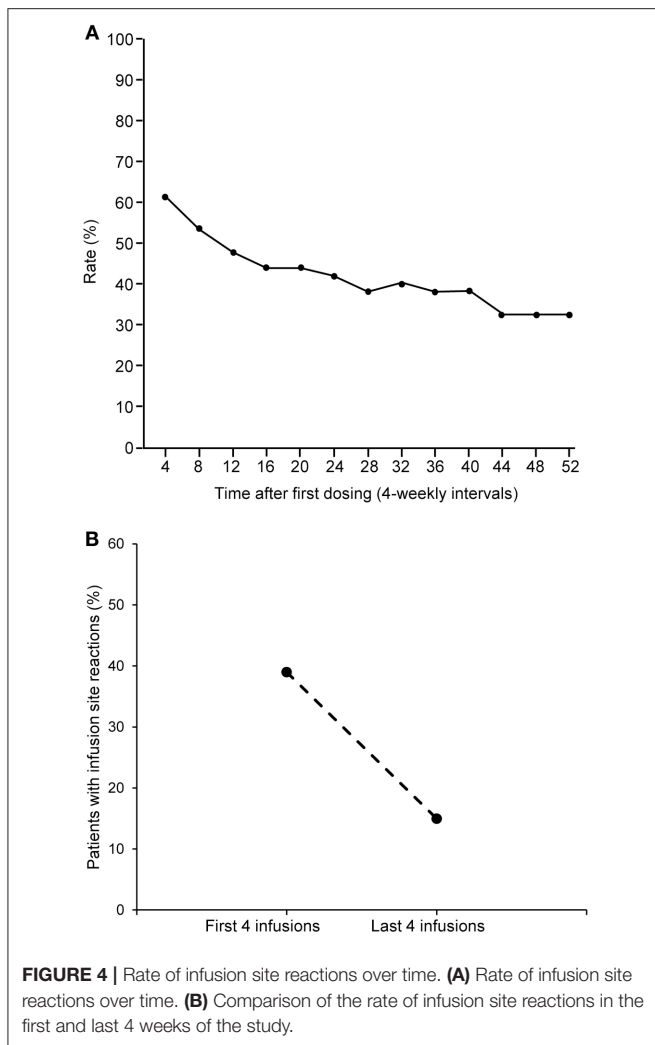 A
100
90
80
70
60
50
40
30
20
10
0
Rate (%)
4 8 12 16 20 24 28 32 36 40 44 48 52
Time after first dosing (4-weekly intervals)
B
60
50
40
30
20
10
0
Patients with infusion site reactions (%)
First 4 infusions Last 4 infusions
FIGURE 4 | Rate of infusion site reactions over time. (A) Rate of infusion site
reactions over time. (B) Comparison of the rate of infusion site reactions in the
first and last 4 weeks of the study.